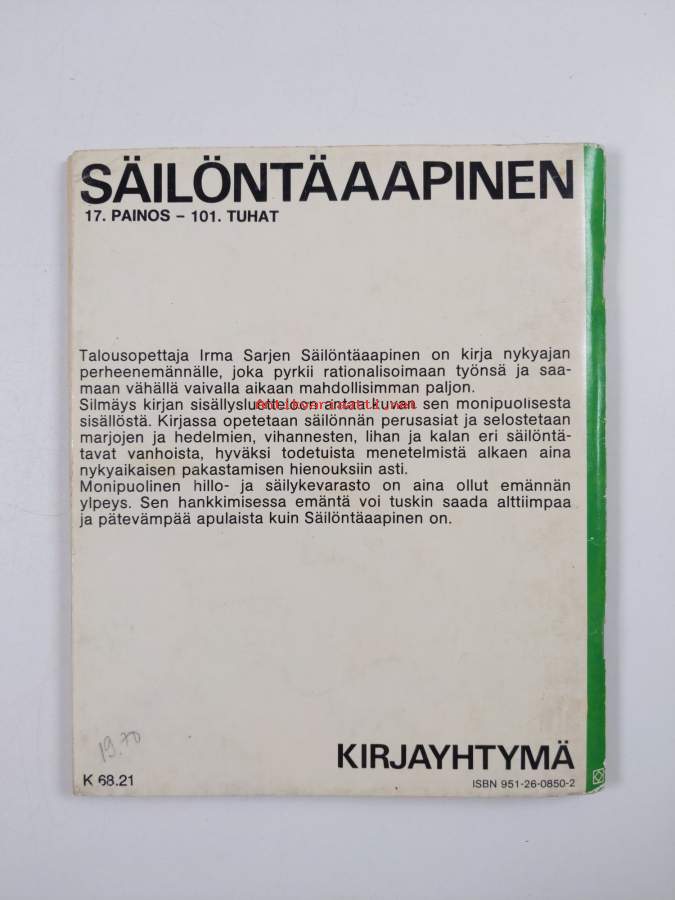 SÄILÖNTÄAAPINEN
17. PAINOS – 101. TUHAT
Talousopettaja Irma Sarjen Säilöntäaapinen on kirja nykyajan
perheenemännälle, joka pyrkii rationalisoimaan työnsä ja saa-
maan vähällä vaivalla aikaan mahdollisimman paljon.
Silmäys kirjan sisällysluetteloon antaa kuvan sen monipuolisesta
sisällöstä. Kirjassa opetetaan säilönnän perusasiat ja selostetaan
marjojen ja hedelmien, vihannesten, lihan ja kalan eri säilöntä-
tavat vanhoista, hyväksi todetuista menetelmistä alkaen aina
nykyaikaisen pakastamisen hienouksiin asti.
Monipuolinen hillo- ja säilykevarasto on aina ollut emännän
ylpeys. Sen hankkimisessa emäntä voi tuskin saada alttiimpaa
ja pätevämpää apulaista kuin Säilöntäaapinen on.
19.70
KIRJAYHTYMÄ
K 68.21
ISBN 951-26-0850-2